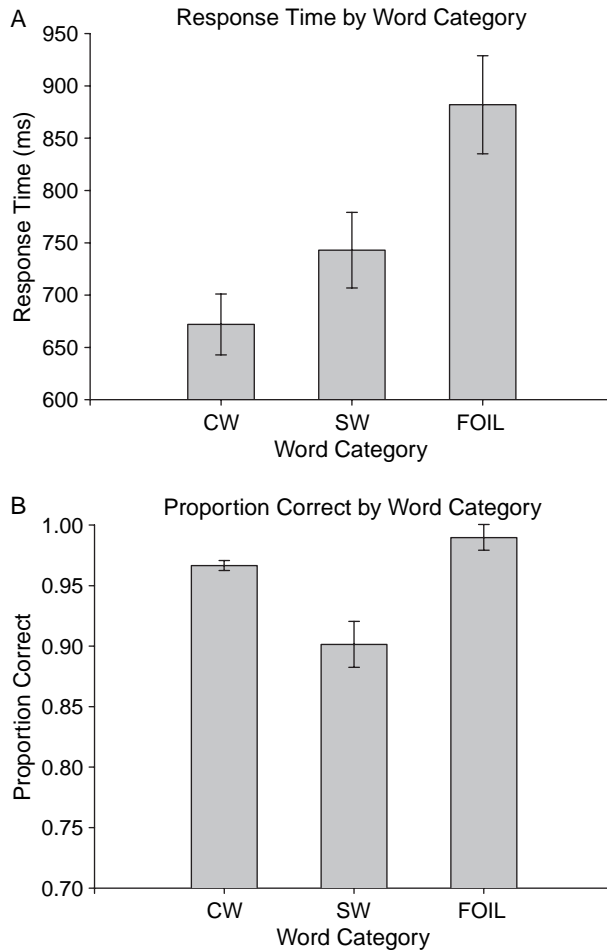 A
Response Time by Word Category
950
900
850
800
750
700
650
600
Response Time (ms)
CW SW FOIL
Word Category
B
Proportion Correct by Word Category
1.00
0.95
0.90
0.85
0.80
0.75
0.70
Proportion Correct
CW SW FOIL
Word Category